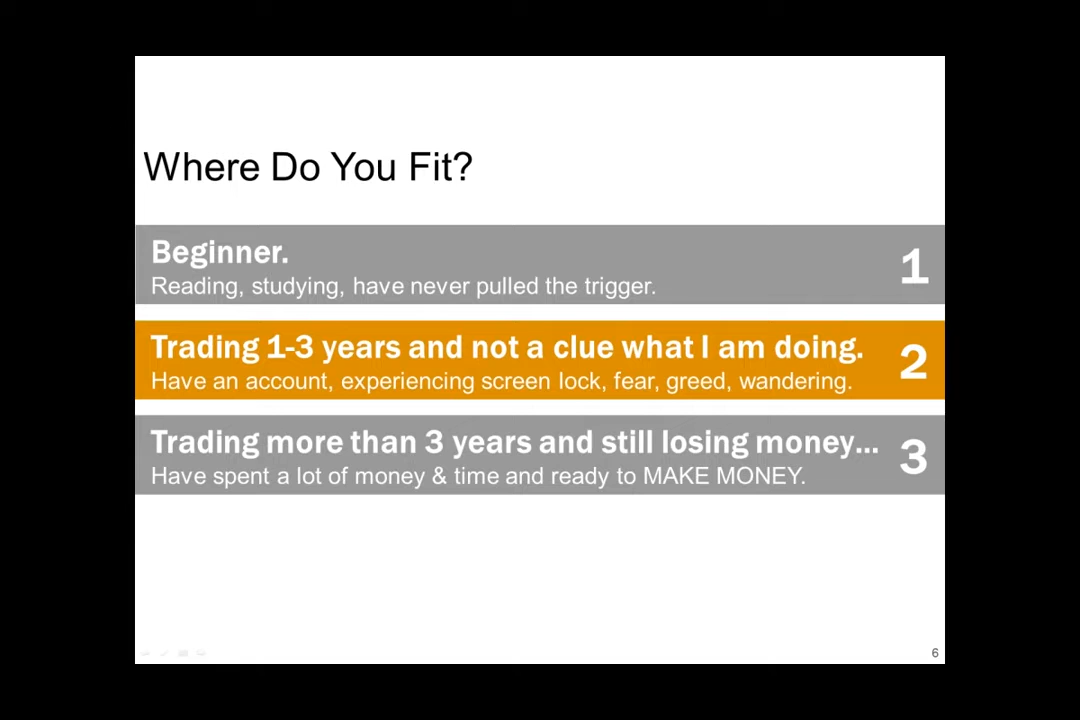 Where Do You Fit?
Beginner.
Reading, studying, have never pulled the trigger.
1
Trading 1-3 years and not a clue what I am doing.
Have an account, experiencing screen lock, fear, greed, wandering.
2
Trading more than 3 years and still losing money...
Have spent a lot of money & time and ready to MAKE MONEY.
3
6